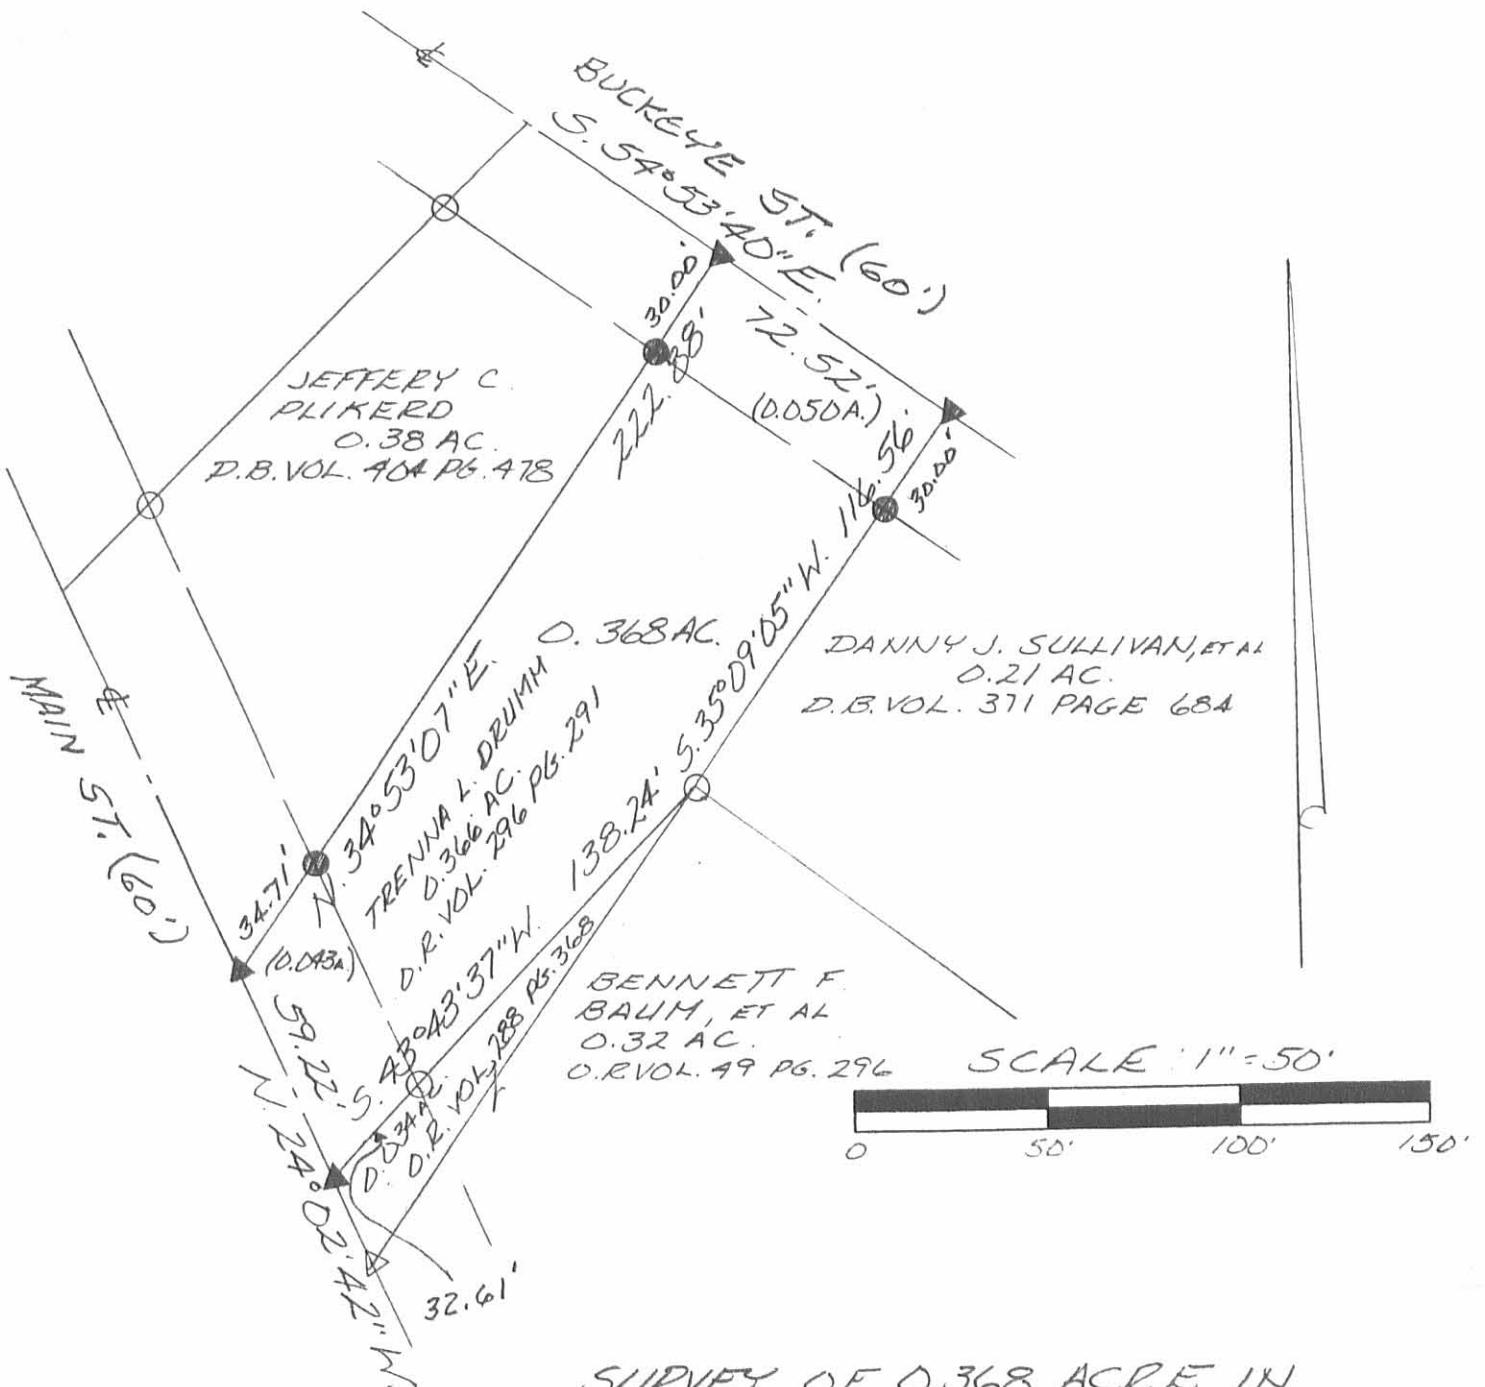 BUCKEYE ST. (60')
S. 54°53'40"E.
72.52'
30.00'
222.88'
(0.050A.)
116.56'
30.00'
JEFFERY C.
PLIKERD
0.38 AC.
D.B. VOL. 404 PG. 478
0.368 AC.
DANNY J. SULLIVAN, ET AL
0.21 AC.
D.B. VOL. 371 PAGE 684
S. 35°09'05"W.
MAIN ST. (60')
N. 34°53'07"E.
TRENNA L. DRUMM
0.366 AC.
O.R. VOL. 296 PG. 291
138.24'
34.71'
(0.043A.)
59.22'
S. 43°43'37"W.
0.034 AC.
O.R. VOL. 288 PG. 368
BENNETT F.
BAUM, ET AL
0.32 AC.
O.R VOL. 49 PG. 296
SCALE: 1"=50'
0 50' 100' 150'
N. 24°02'42" W.
32.61'
SURVEY OF 0.368 ACRE IN